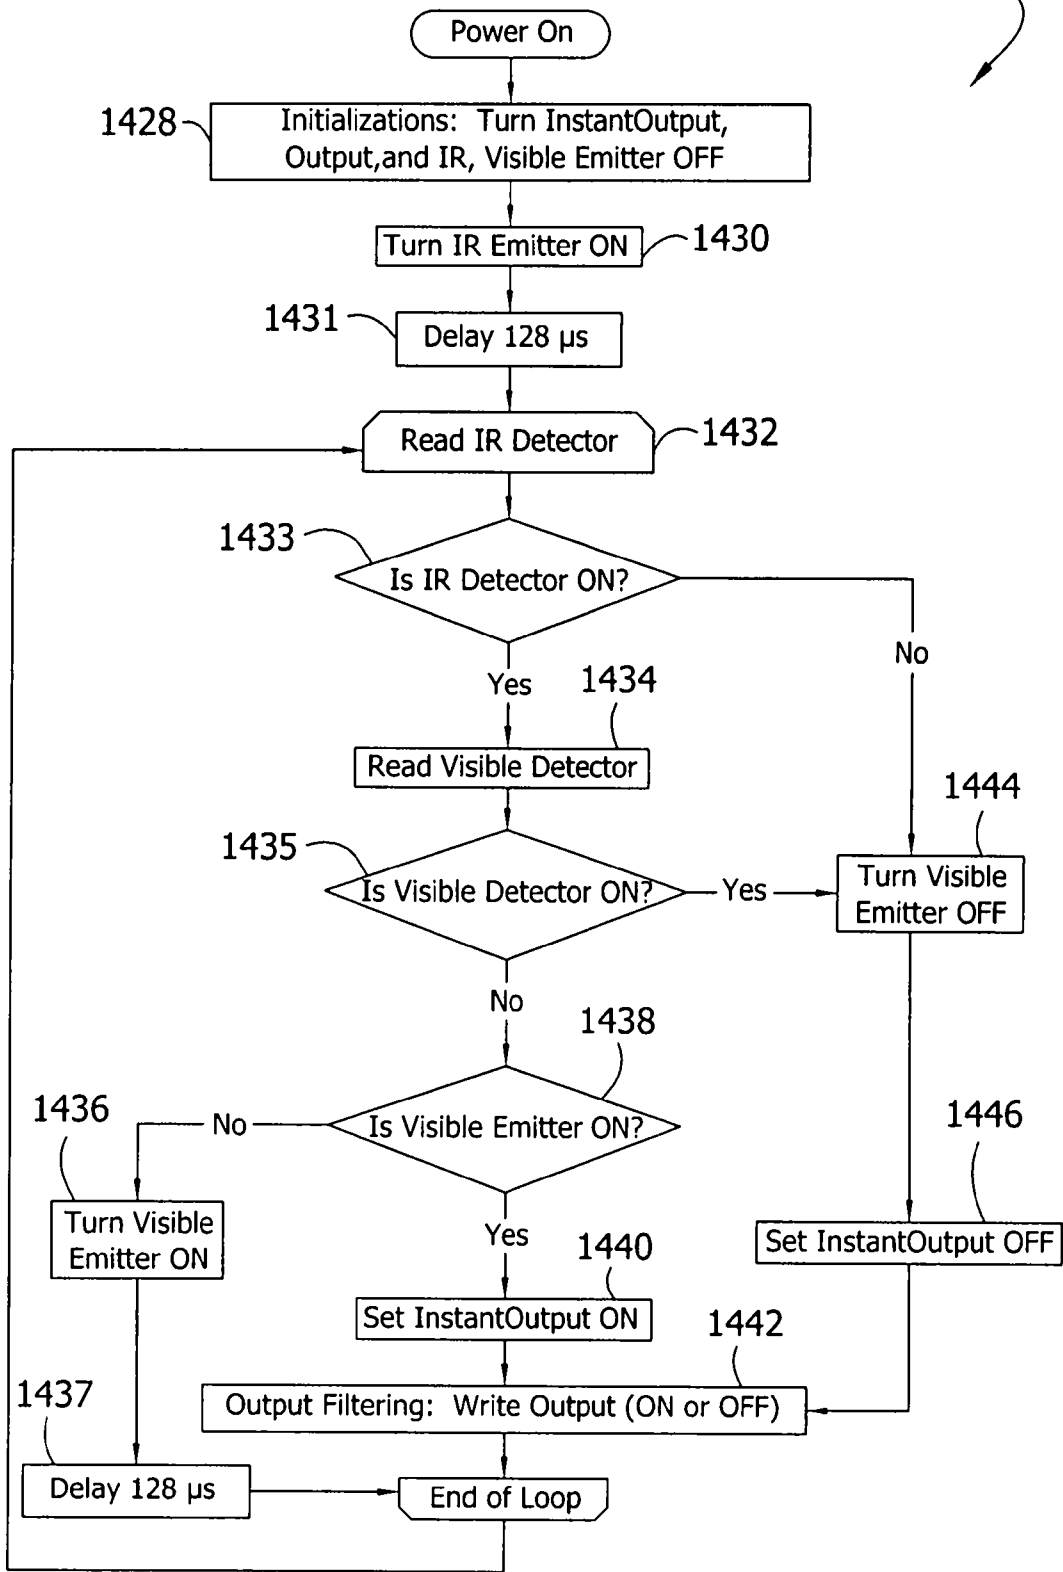 Power On
1428
Initializations: Turn InstantOutput,
Output,and IR, Visible Emitter OFF
Turn IR Emitter ON
1430
1431
Delay 128 µs
Read IR Detector
1432
1433
Is IR Detector ON?
No
Yes
1434
Read Visible Detector
1444
1435
Is Visible Detector ON?
Yes
Turn Visible
Emitter OFF
No
1438
1436
No
Is Visible Emitter ON?
1446
Turn Visible
Emitter ON
Yes
Set InstantOutput OFF
1440
Set InstantOutput ON
1442
1437
Output Filtering: Write Output (ON or OFF)
Delay 128 µs
End of Loop